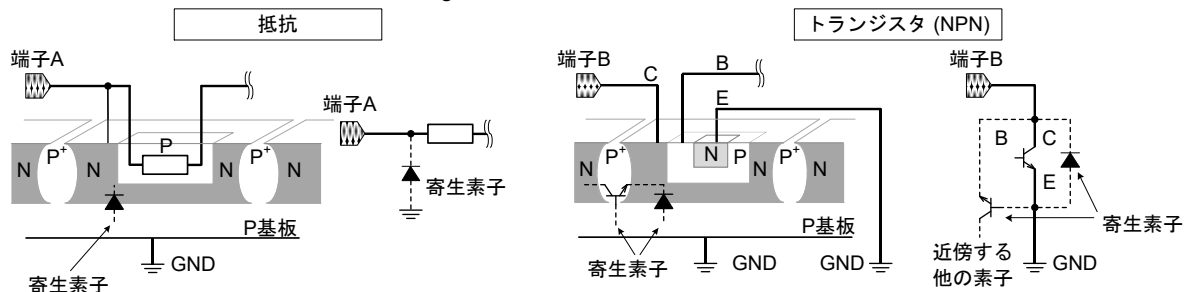 抵抗
端子A
P
N
P+
N
N
P+
N
P基板
寄生素子
GND
端子A
寄生素子
トランジスタ (NPN)
端子B
C
B
E
N
P+
N
N
P
P+
N
P基板
寄生素子
GND
GND
端子B
B
C
E
寄生素子
近傍する
他の素子
GND